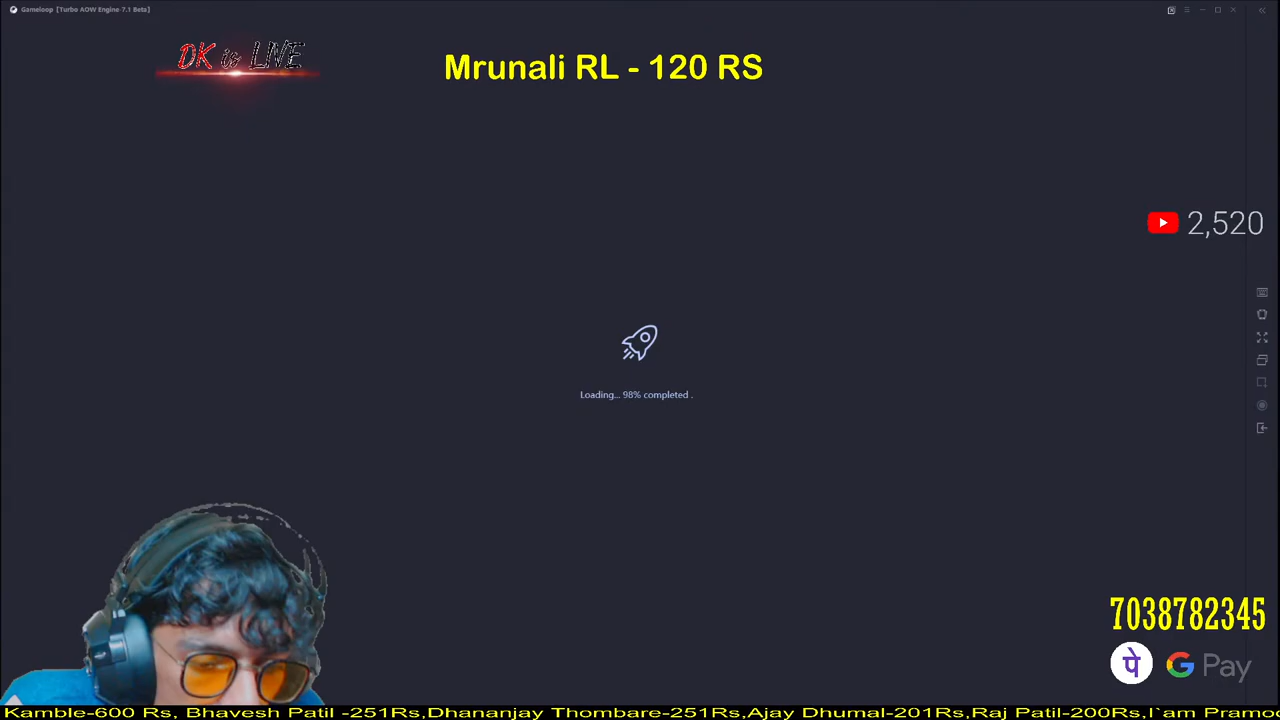 Gameloop [Turbo AOW Engine-7.1 Beta]
DK is LIVE
Mrunali RL - 120 RS
2,520
Loading... 98% completed .
7038782345
पे
G Pay
Kamble-600 Rs, Bhavesh Patil -251Rs,Dhananjay Thombare-251Rs,Ajay Dhumal-201Rs,Raj Patil-200Rs,I`am Pramo